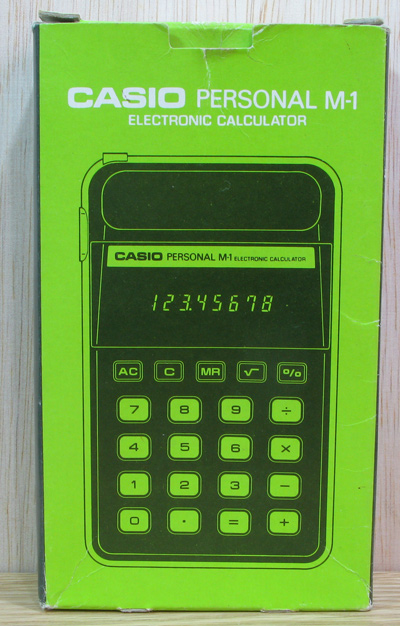 CASIO PERSONAL M-1
ELECTRONIC CALCULATOR
CASIO PERSONAL M-1 ELECTRONIC CALCULATOR
123.45678
AC C MR √ %
7 8 9 ÷
4 5 6 ×
1 2 3 −
0 · = +